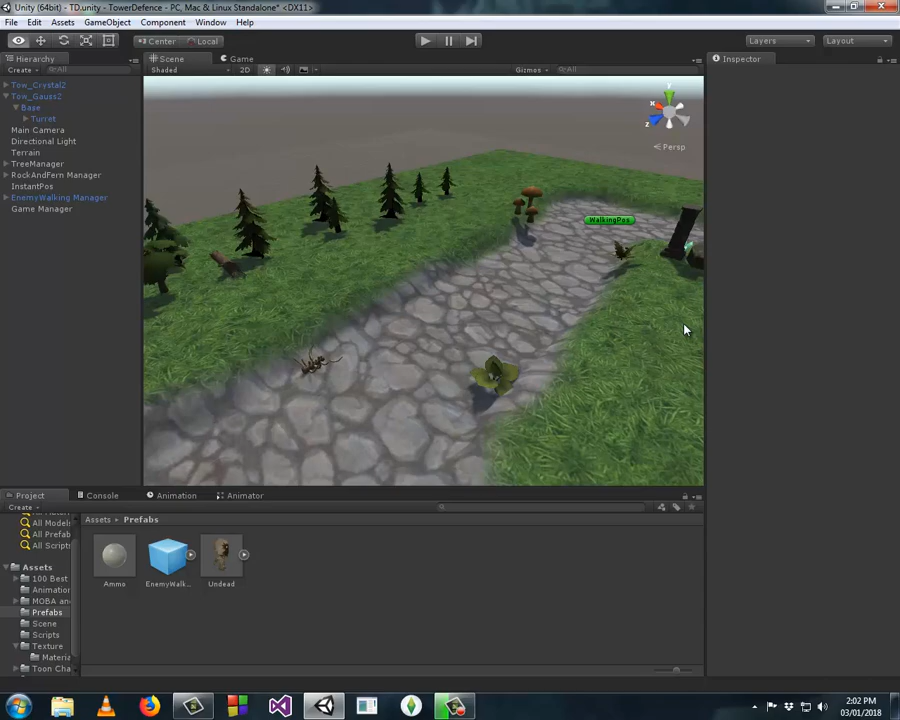 Unity (64bit) - TD.unity - TowerDefence - PC, Mac & Linux Standalone* <DX11>
File Edit Assets GameObject Component Window Help
Center Local Layers Layout
Hierarchy Scene Game Inspector
Create All Shaded Gizmos All
Tow_Crystal2
Tow_Gauss2
Base
Turret
Main Camera
Directional Light
Terrain
TreeManager
RockAndFern Manager
InstantPos
EnemyWalking Manager
Game Manager
y
x
z
Persp
WalkingPos
Project Console Animation Animator
Create
All Models
All Prefab
All Scripts
Assets
100 Best
Animation
MOBA an
Prefabs
Scene
Scripts
Texture
Materia
Toon Cha
Assets Prefabs
Ammo EnemyWalk... Undead
2:02 PM
03/01/2018